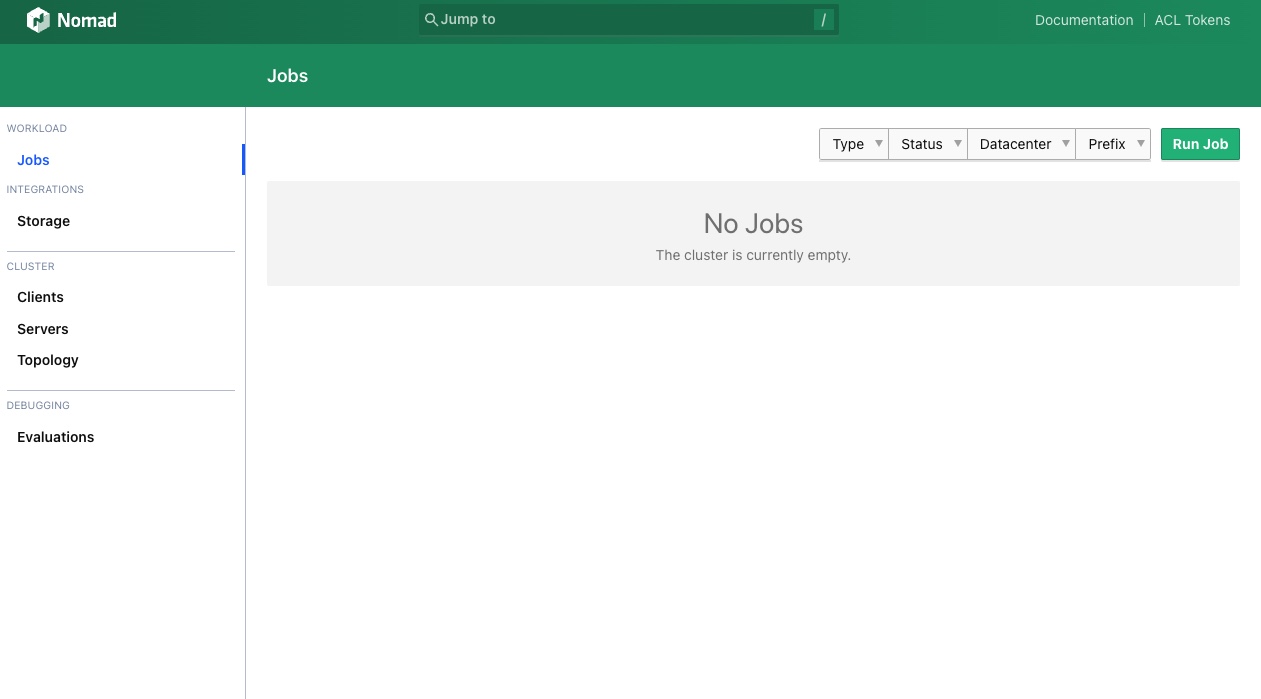 Nomad
Jump to /
Documentation ACL Tokens
Jobs
WORKLOAD
Jobs
INTEGRATIONS
Storage
CLUSTER
Clients
Servers
Topology
DEBUGGING
Evaluations
Type Status Datacenter Prefix Run Job
No Jobs
The cluster is currently empty.